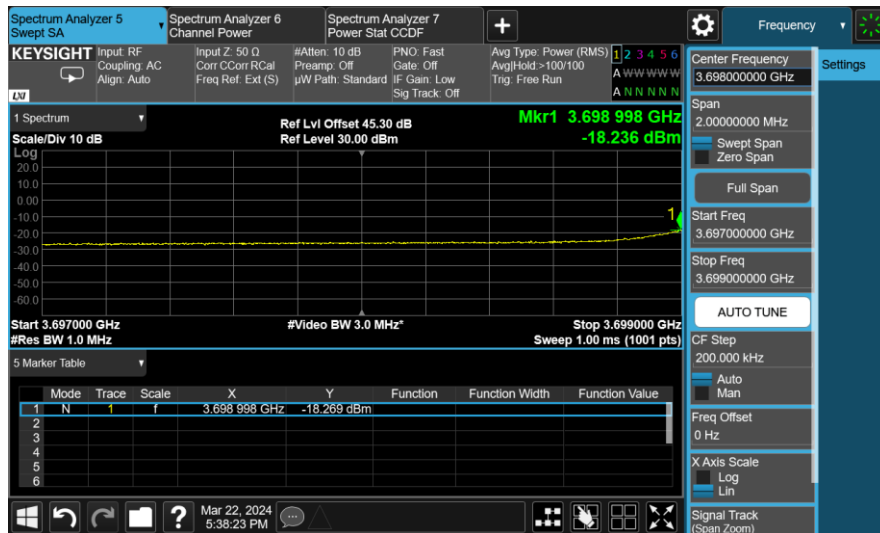 Spectrum Analyzer 5
Swept SA
Spectrum Analyzer 6
Channel Power
Spectrum Analyzer 7
Power Stat CCDF
Frequency
KEYSIGHT
LXI
Input: RF
Coupling: AC
Align: Auto
Input Z: 50 Ω
Corr CCorr RCal
Freq Ref: Ext (S)
#Atten: 10 dB
Preamp: Off
µW Path: Standard
PNO: Fast
Gate: Off
IF Gain: Low
Sig Track: Off
Avg Type: Power (RMS)
Avg|Hold:>100/100
Trig: Free Run
1 2 3 4 5 6
A W W W W W
A N N N N N
1 Spectrum
Scale/Div 10 dB
Ref Lvl Offset 45.30 dB
Ref Level 30.00 dBm
Mkr1 3.698 998 GHz
-18.236 dBm
Log
20.0
10.0
0.00
-10.0
-20.0
-30.0
-40.0
-50.0
-60.0
1
Start 3.697000 GHz
#Res BW 1.0 MHz
#Video BW 3.0 MHz*
Stop 3.699000 GHz
Sweep 1.00 ms (1001 pts)
5 Marker Table
Mode Trace Scale X Y Function Function Width Function Value
1 N 1 f 3.698 998 GHz -18.269 dBm
2
3
4
5
6
Mar 22, 2024
5:38:23 PM
Center Frequency
3.698000000 GHz
Span
2.00000000 MHz
Swept Span
Zero Span
Full Span
Start Freq
3.697000000 GHz
Stop Freq
3.699000000 GHz
AUTO TUNE
CF Step
200.000 kHz
Auto
Man
Freq Offset
0 Hz
X Axis Scale
Log
Lin
Signal Track
(Span Zoom)
Settings